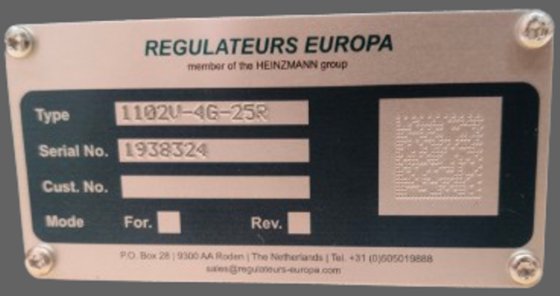 REGULATEURS EUROPA
member of the HEINZMANN group
Type 1102V-4G-25R
Serial No. 1938324
Cust. No.
Mode For. Rev.
P.O. Box 28 | 9300 AA Roden | The Netherlands | Tel. +31 (0)505019888
sales@regulateurs-europa.com